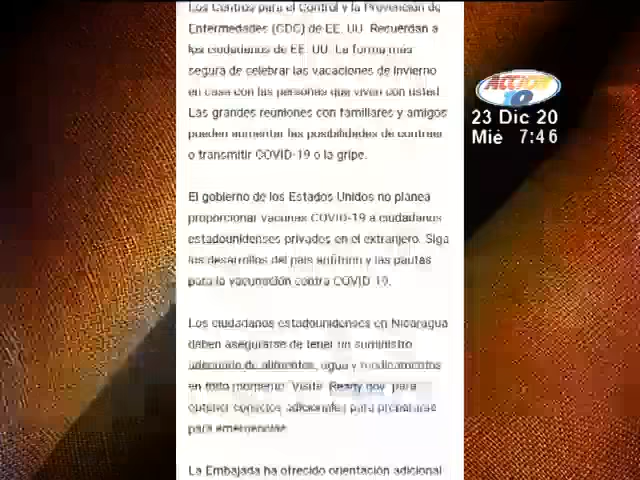 Los Centros para el Control y la Prevención de
Enfermedades (CDC) de EE. UU. Recuerdan a
los ciudadanos de EE. UU. La forma más
segura de celebrar las vacaciones de invierno
en casa con las personas que viven con usted.
Las grandes reuniones con familiares y amigos
pueden aumentar las posibilidades de contraer
o transmitir COVID-19 o la gripe.
El gobierno de los Estados Unidos no planea
proporcionar vacunas COVID-19 a ciudadanos
estadounidenses privados en el extranjero. Siga
los desarrollos del país anfitrión y las pautas
para la vacunación contra COVID-19.
Los ciudadanos estadounidenses en Nicaragua
deben asegurarse de tener un suministro
adecuado de alimentos, agua y medicamentos
en todo momento. Visite Ready.gov para
obtener consejos adicionales para prepararse
para emergencias.
La Embajada ha ofrecido orientación adicional
ACCION
10
23 Dic 20
Mié 7:46